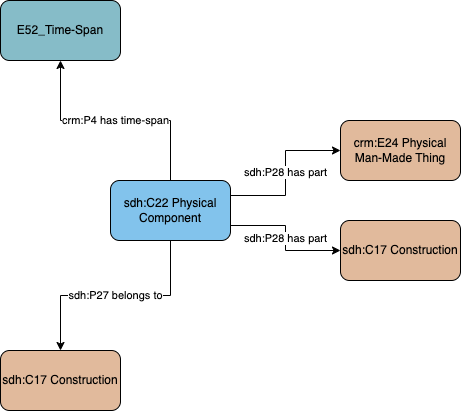 E52_Time-Span
crm:P4 has time-span
crm:E24 Physical
Man-Made Thing
sdh:P28 has part
sdh:C22 Physical
Component
sdh:P28 has part
sdh:C17 Construction
sdh:P27 belongs to
sdh:C17 Construction